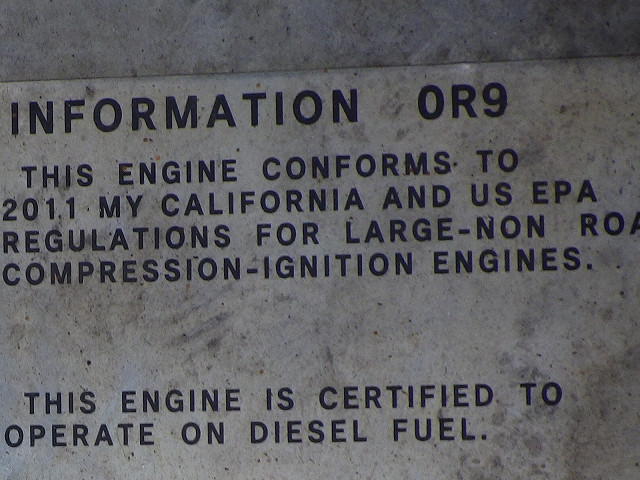 INFORMATION 0R9
THIS ENGINE CONFORMS TO
2011 MY CALIFORNIA AND US EPA
REGULATIONS FOR LARGE-NON ROA
COMPRESSION-IGNITION ENGINES.
THIS ENGINE IS CERTIFIED TO
OPERATE ON DIESEL FUEL.